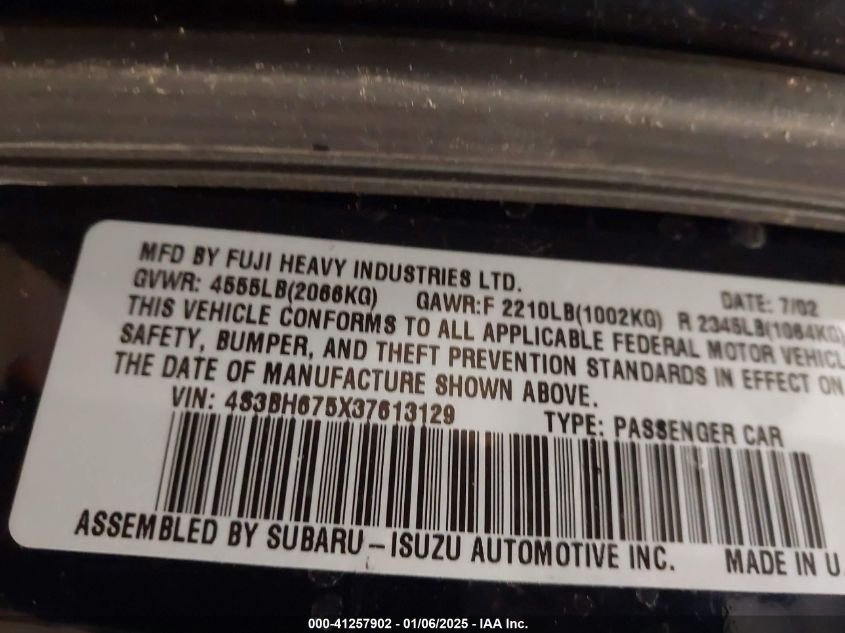 MFD BY FUJI HEAVY INDUSTRIES LTD. DATE: 7/02
GVWR: 4555LB(2066KG) GAWR:F 2210LB(1002KG) R 2345LB(1064KG)
THIS VEHICLE CONFORMS TO ALL APPLICABLE FEDERAL MOTOR VEHICL
SAFETY, BUMPER, AND THEFT PREVENTION STANDARDS IN EFFECT ON
THE DATE OF MANUFACTURE SHOWN ABOVE.
VIN: 4S3BH675X37613129 TYPE: PASSENGER CAR
ASSEMBLED BY SUBARU-ISUZU AUTOMOTIVE INC. MADE IN U.
000-41257902 - 01/06/2025 - IAA Inc.